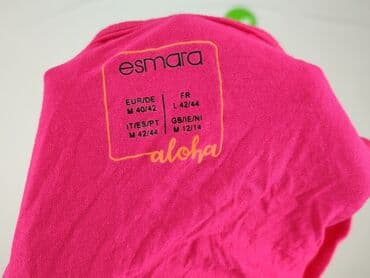 esmara
EUR/DE FR
M 40/42 L 42/44
IT/ES/PT GB/IE/NI
M 42/44 M 12/14
aloha